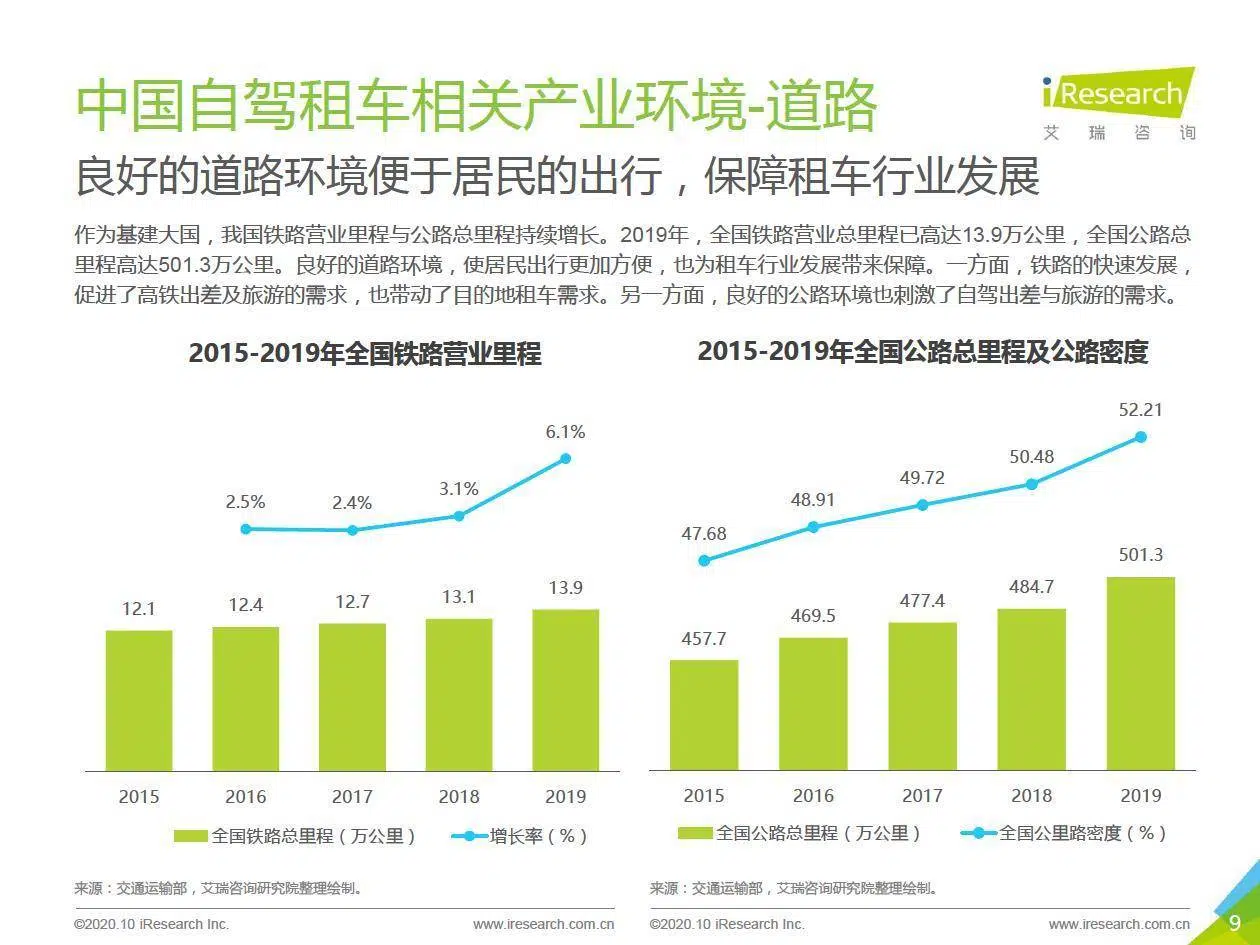 中国自驾租车相关产业环境-道路
iResearch
艾瑞咨询
良好的道路环境便于居民的出行，保障租车行业发展
作为基建大国，我国铁路营业里程与公路总里程持续增长。2019年，全国铁路营业总里程已高达13.9万公里，全国公路总
里程高达501.3万公里。良好的道路环境，使居民出行更加方便，也为租车行业发展带来保障。一方面，铁路的快速发展，
促进了高铁出差及旅游的需求，也带动了目的地租车需求。另一方面，良好的公路环境也刺激了自驾出差与旅游的需求。
2015-2019年全国铁路营业里程
6.1%
2.5%
2.4%
3.1%
12.1
12.4
12.7
13.1
13.9
2015
2016
2017
2018
2019
全国铁路总里程（万公里）
增长率（%）
来源：交通运输部，艾瑞咨询研究院整理绘制。
©2020.10 iResearch Inc.
www.iresearch.com.cn
2015-2019年全国公路总里程及公路密度
47.68
48.91
49.72
50.48
52.21
457.7
469.5
477.4
484.7
501.3
2015
2016
2017
2018
2019
全国公路总里程（万公里）
全国公里路密度（%）
来源：交通运输部，艾瑞咨询研究院整理绘制。
©2020.10 iResearch Inc.
www.iresearch.com.cn
9